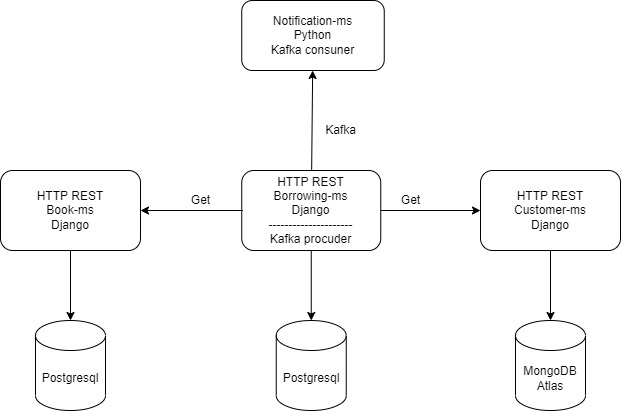 Notification-ms
Python
Kafka consuner
Kafka
HTTP REST
Book-ms
Django
Get
HTTP REST
Borrowing-ms
Django
---------------------
Kafka procuder
Get
HTTP REST
Customer-ms
Django
Postgresql
Postgresql
MongoDB
Atlas